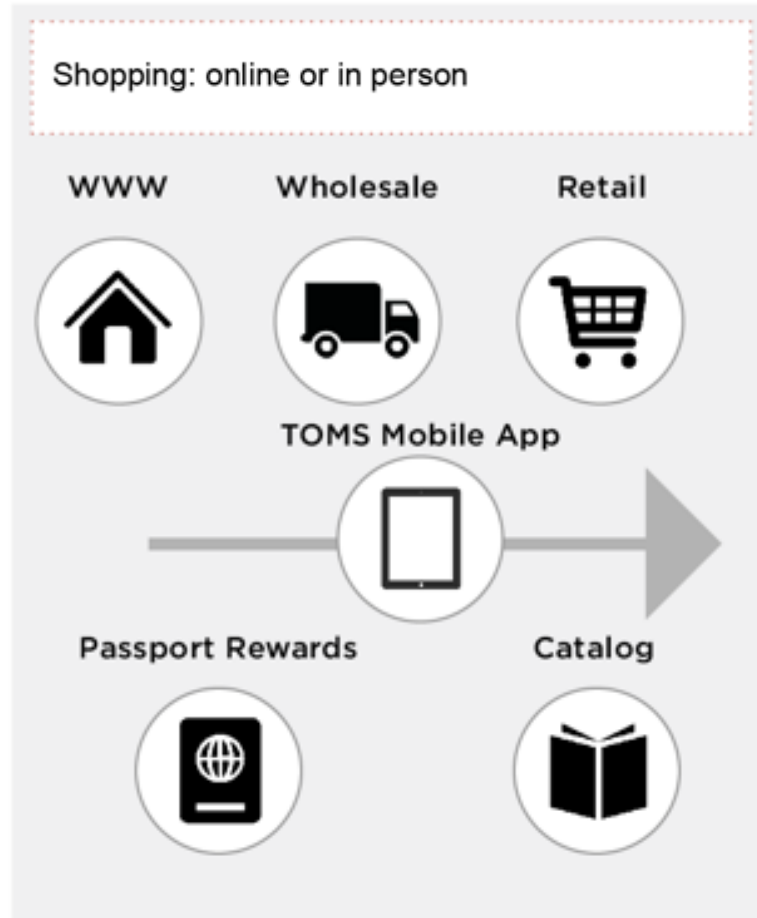 Shopping: online or in person
WWW Wholesale Retail
TOMS Mobile App
Passport Rewards Catalog